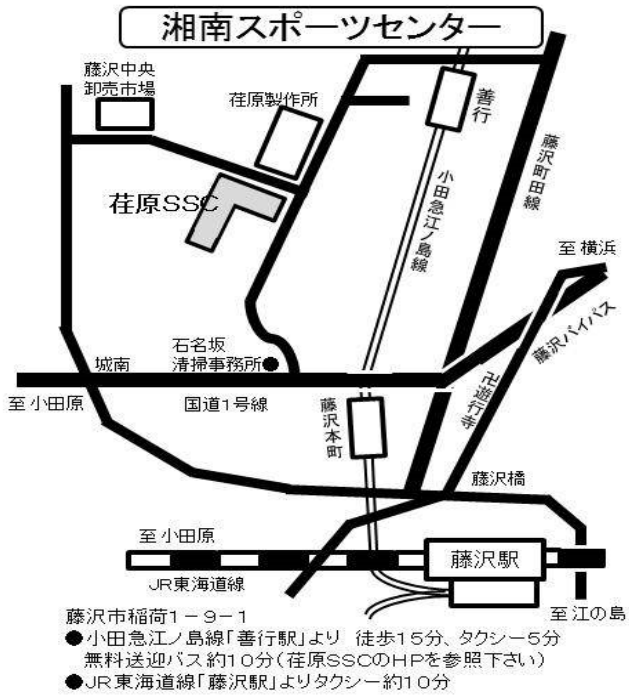 湘南スポーツセンター
藤沢中央
卸売市場
荏原製作所
善行
藤沢町田線
小田急江ノ島線
荏原SSC
至 横浜
藤沢バイパス
石名坂
清掃事務所●
城南
至 小田原
国道1号線
藤沢本町
卍遊行寺
藤沢橋
至 小田原
藤沢駅
JR東海道線
至 江の島
藤沢市稲荷1-9-1
●小田急江ノ島線「善行駅」より 徒歩15分、タクシー5分
無料送迎バス約10分(荏原SSCのHPを参照下さい)
●JR東海道線「藤沢駅」よりタクシー約10分